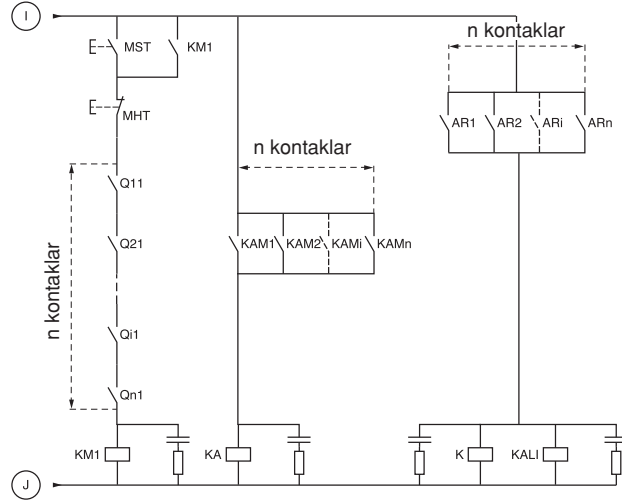 I
MST
KM1
MHT
n kontaklar
Q11
Q21
Qi1
Qn1
n kontaklar
KAM1
KAM2
KAMi
KAMn
n kontaklar
AR1
AR2
ARi
ARn
KM1
KA
K
KALI
J